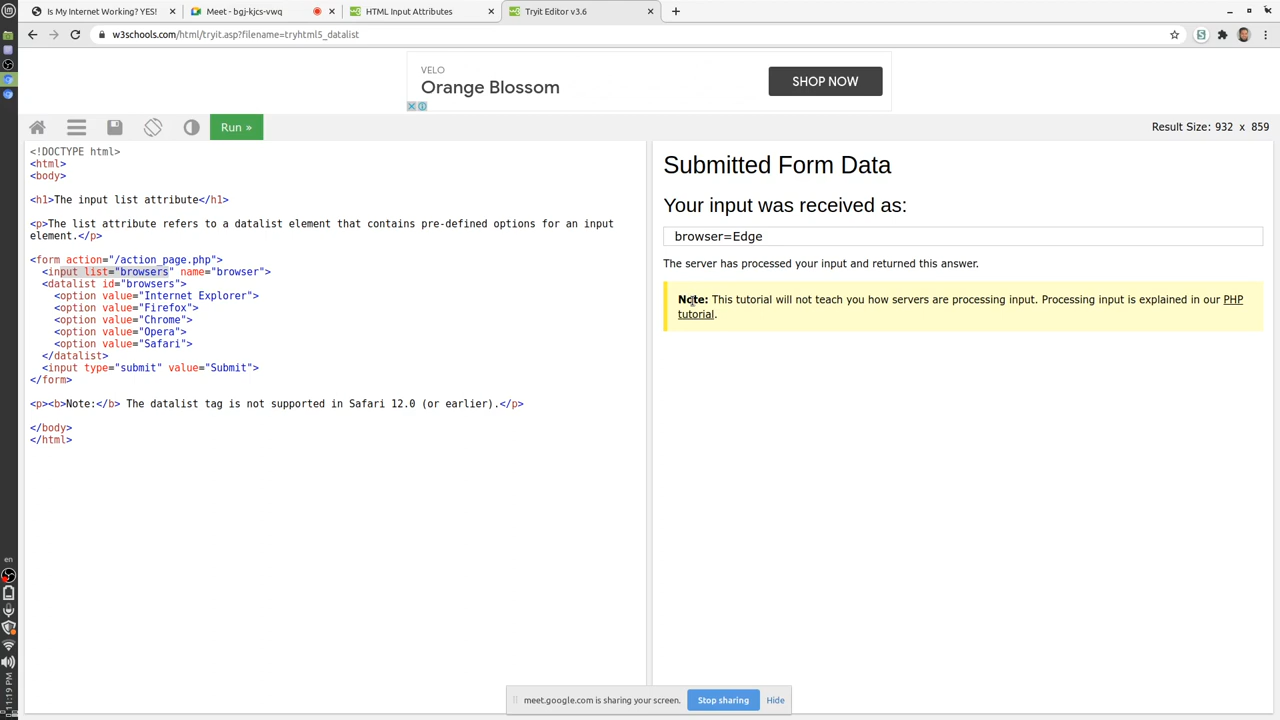 Is My Internet Working? YES!
Meet - bgj-kjcs-vwq
HTML Input Attributes
Tryit Editor v3.6
w3schools.com/html/tryit.asp?filename=tryhtml5_datalist
VELO
Orange Blossom
SHOP NOW
Run »
Result Size: 932 x 859
<!DOCTYPE html>
<html>
<body>
<h1>The input list attribute</h1>
<p>The list attribute refers to a datalist element that contains pre-defined options for an input
element.</p>
<form action="/action_page.php">
<input list="browsers" name="browser">
<datalist id="browsers">
<option value="Internet Explorer">
<option value="Firefox">
<option value="Chrome">
<option value="Opera">
<option value="Safari">
</datalist>
<input type="submit" value="Submit">
</form>
<p><b>Note:</b> The datalist tag is not supported in Safari 12.0 (or earlier).</p>
</body>
</html>
Submitted Form Data
Your input was received as:
browser=Edge
The server has processed your input and returned this answer.
Note: This tutorial will not teach you how servers are processing input. Processing input is explained in our PHP
tutorial.
en
11:19 PM
meet.google.com is sharing your screen.
Stop sharing
Hide